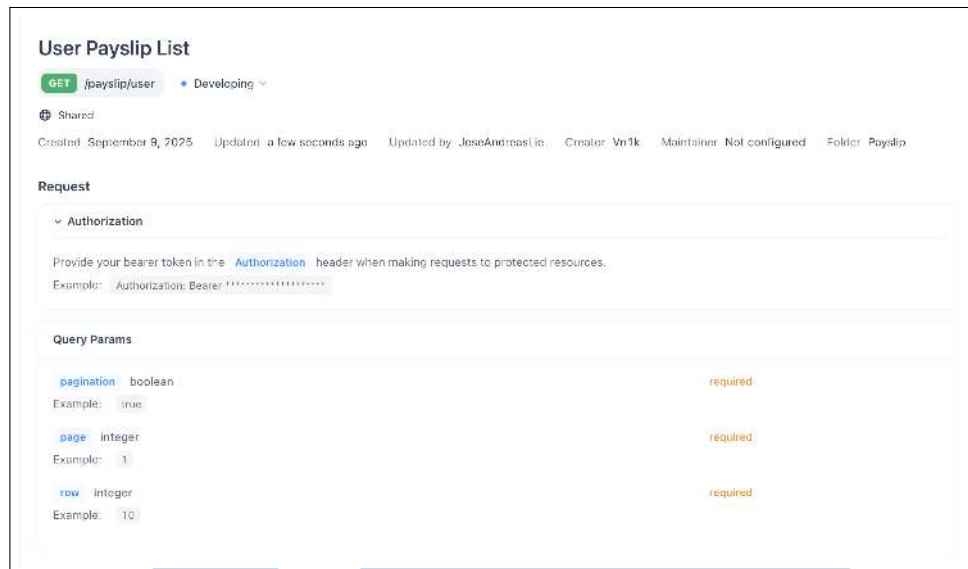 User Payslip List
GET /payslip/user Developing
Shared
Created September 9, 2025 Updated a few seconds ago Updated by JoseAndreasLie Creator Vn1k Maintainer Not configured Folder Payslip
Request
Authorization
Provide your bearer token in the Authorization header when making requests to protected resources.
Example: Authorization: Bearer ********************
Query Params
pagination boolean required
Example: true
page integer required
Example: 1
row integer required
Example: 10